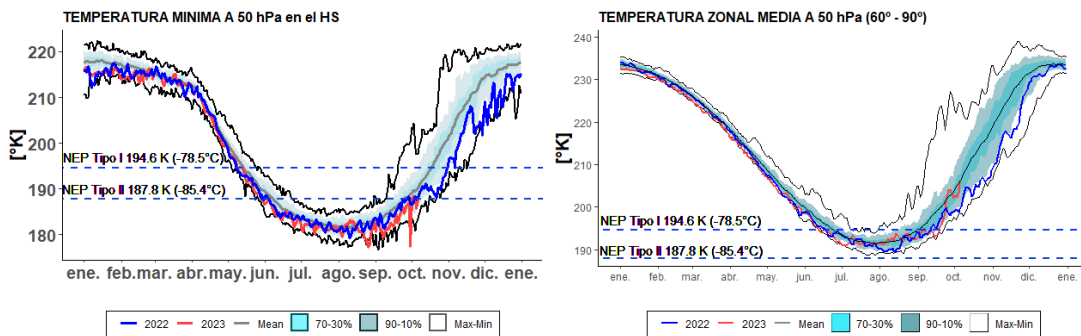 TEMPERATURA MINIMA A 50 hPa en el HS
[°K]
220
210
200
190
180
NEP Tipo I 194.6 K (-78.5°C)
NEP Tipo II 187.8 K (-85.4°C)
ene. feb. mar. abr. may. jun. jul. ago. sep. oct. nov. dic. ene.
2022 2023 Mean 70-30% 90-10% Max-Min
TEMPERATURA ZONAL MEDIA A 50 hPa (60º - 90º)
[°K]
240
230
220
210
200
190
NEP Tipo I 194.6 K (-78.5°C)
NEP Tipo II 187.8 K (-85.4°C)
ene. feb. mar. abr. may. jun. jul. ago. sep. oct. nov. dic. ene.
2022 2023 Mean 70-30% 90-10% Max-Min